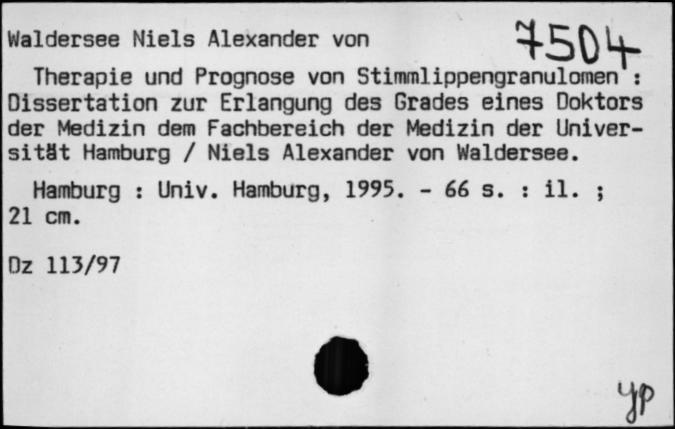 7504
Waldersee Niels Alexander von
Therapie und Prognose von Stimmlippengranulomen :
Dissertation zur Erlangung des Grades eines Doktors
der Medizin dem Fachbereich der Medizin der Univer-
sität Hamburg / Niels Alexander von Waldersee.
Hamburg : Univ. Hamburg, 1995. - 66 s. : il. ;
21 cm.
Dz 113/97
yp